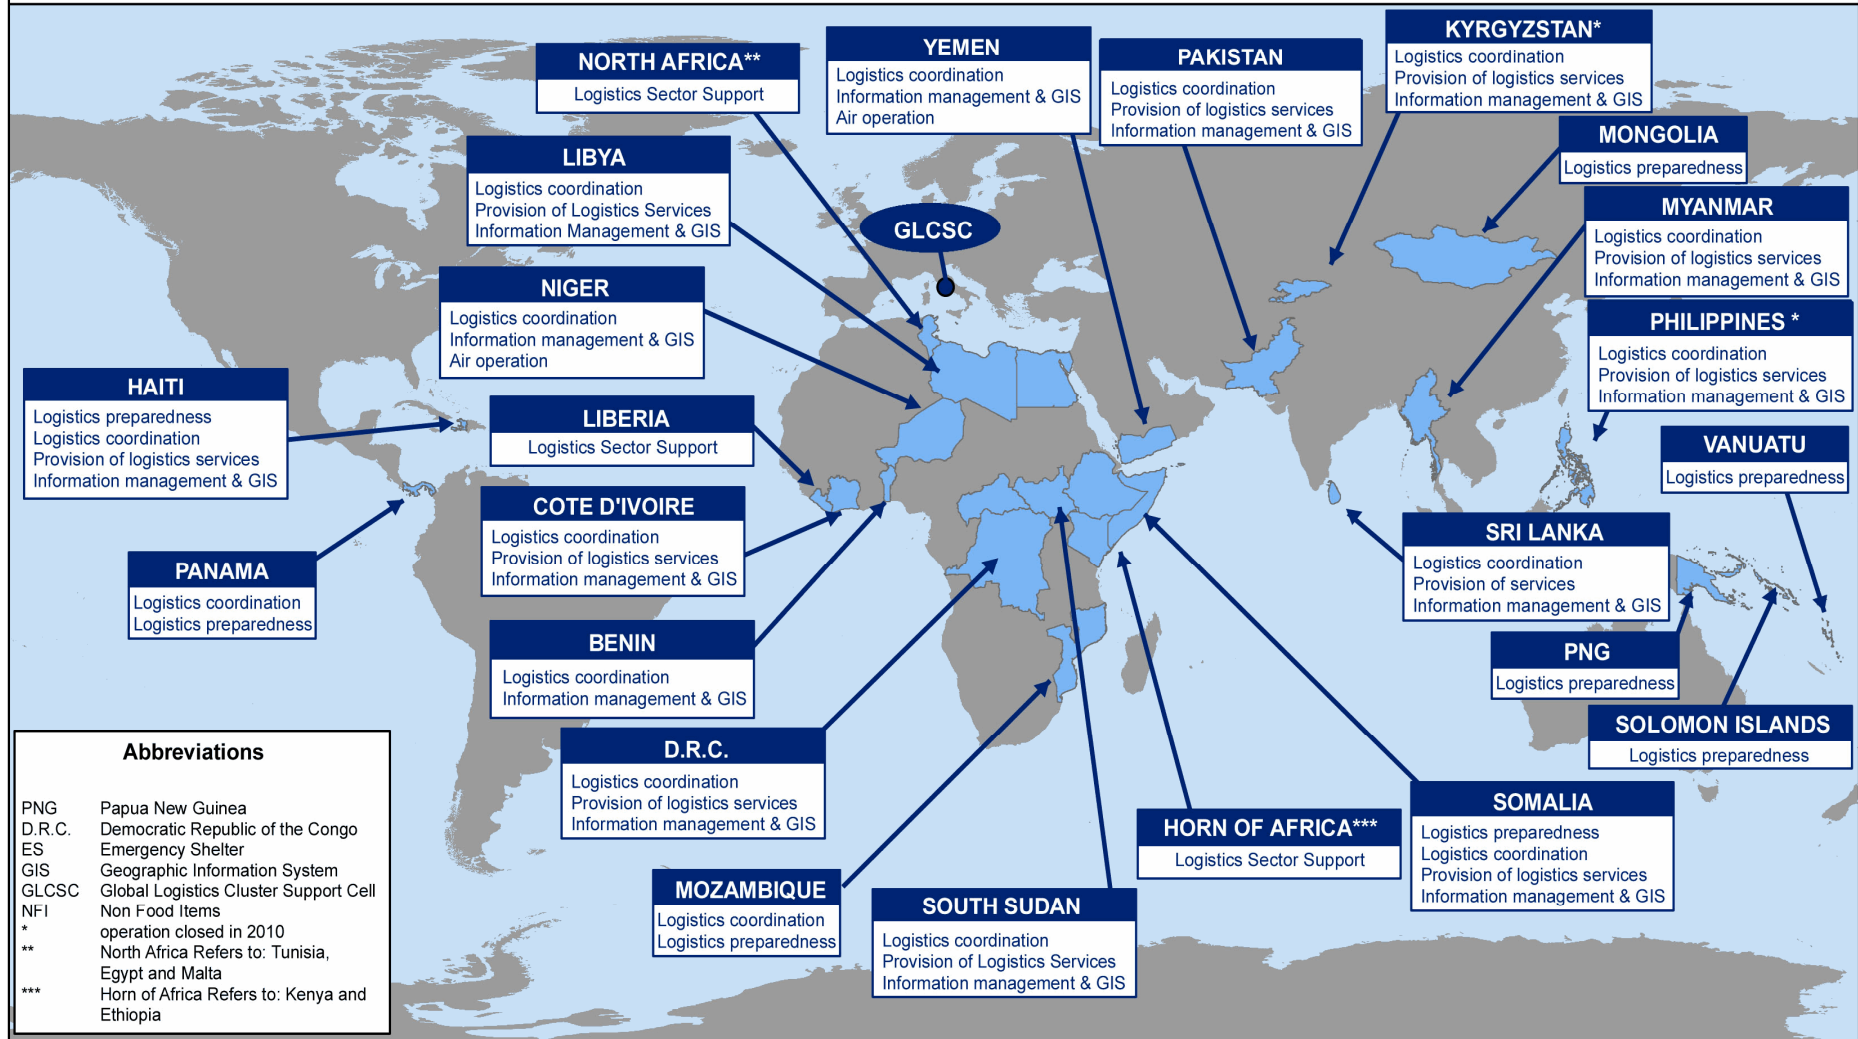 NORTH AFRICA**
Logistics Sector Support
YEMEN
Logistics coordination
Information management & GIS
Air operation
PAKISTAN
Logistics coordination
Provision of logistics services
Information management & GIS
KYRGYZSTAN*
Logistics coordination
Provision of logistics services
Information management & GIS
MONGOLIA
Logistics preparedness
LIBYA
Logistics coordination
Provision of Logistics Services
Information Management & GIS
GLCSC
MYANMAR
Logistics coordination
Provision of logistics services
Information management & GIS
NIGER
Logistics coordination
Information management & GIS
Air operation
PHILIPPINES *
Logistics coordination
Provision of logistics services
Information management & GIS
HAITI
Logistics preparedness
Logistics coordination
Provision of logistics services
Information management & GIS
LIBERIA
Logistics Sector Support
VANUATU
Logistics preparedness
COTE D'IVOIRE
Logistics coordination
Provision of logistics services
Information management & GIS
SRI LANKA
Logistics coordination
Provision of services
Information management & GIS
PANAMA
Logistics coordination
Logistics preparedness
BENIN
Logistics coordination
Information management & GIS
PNG
Logistics preparedness
SOLOMON ISLANDS
Logistics preparedness
D.R.C.
Logistics coordination
Provision of logistics services
Information management & GIS
SOMALIA
Logistics preparedness
Logistics coordination
Provision of logistics services
Information management & GIS
HORN OF AFRICA***
Logistics Sector Support
MOZAMBIQUE
Logistics coordination
Logistics preparedness
SOUTH SUDAN
Logistics coordination
Provision of Logistics Services
Information management & GIS
Abbreviations
PNG Papua New Guinea
D.R.C. Democratic Republic of the Congo
ES Emergency Shelter
GIS Geographic Information System
GLCSC Global Logistics Cluster Support Cell
NFI Non Food Items
* operation closed in 2010
** North Africa Refers to: Tunisia,
Egypt and Malta
*** Horn of Africa Refers to: Kenya and
Ethiopia